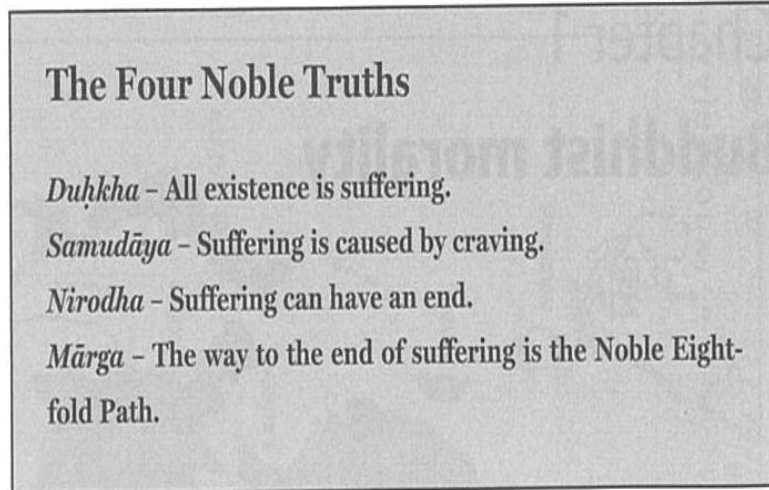 The Four Noble Truths
Duḥkha – All existence is suffering.
Samudāya – Suffering is caused by craving.
Nirodha – Suffering can have an end.
Mārga – The way to the end of suffering is the Noble Eight-
fold Path.